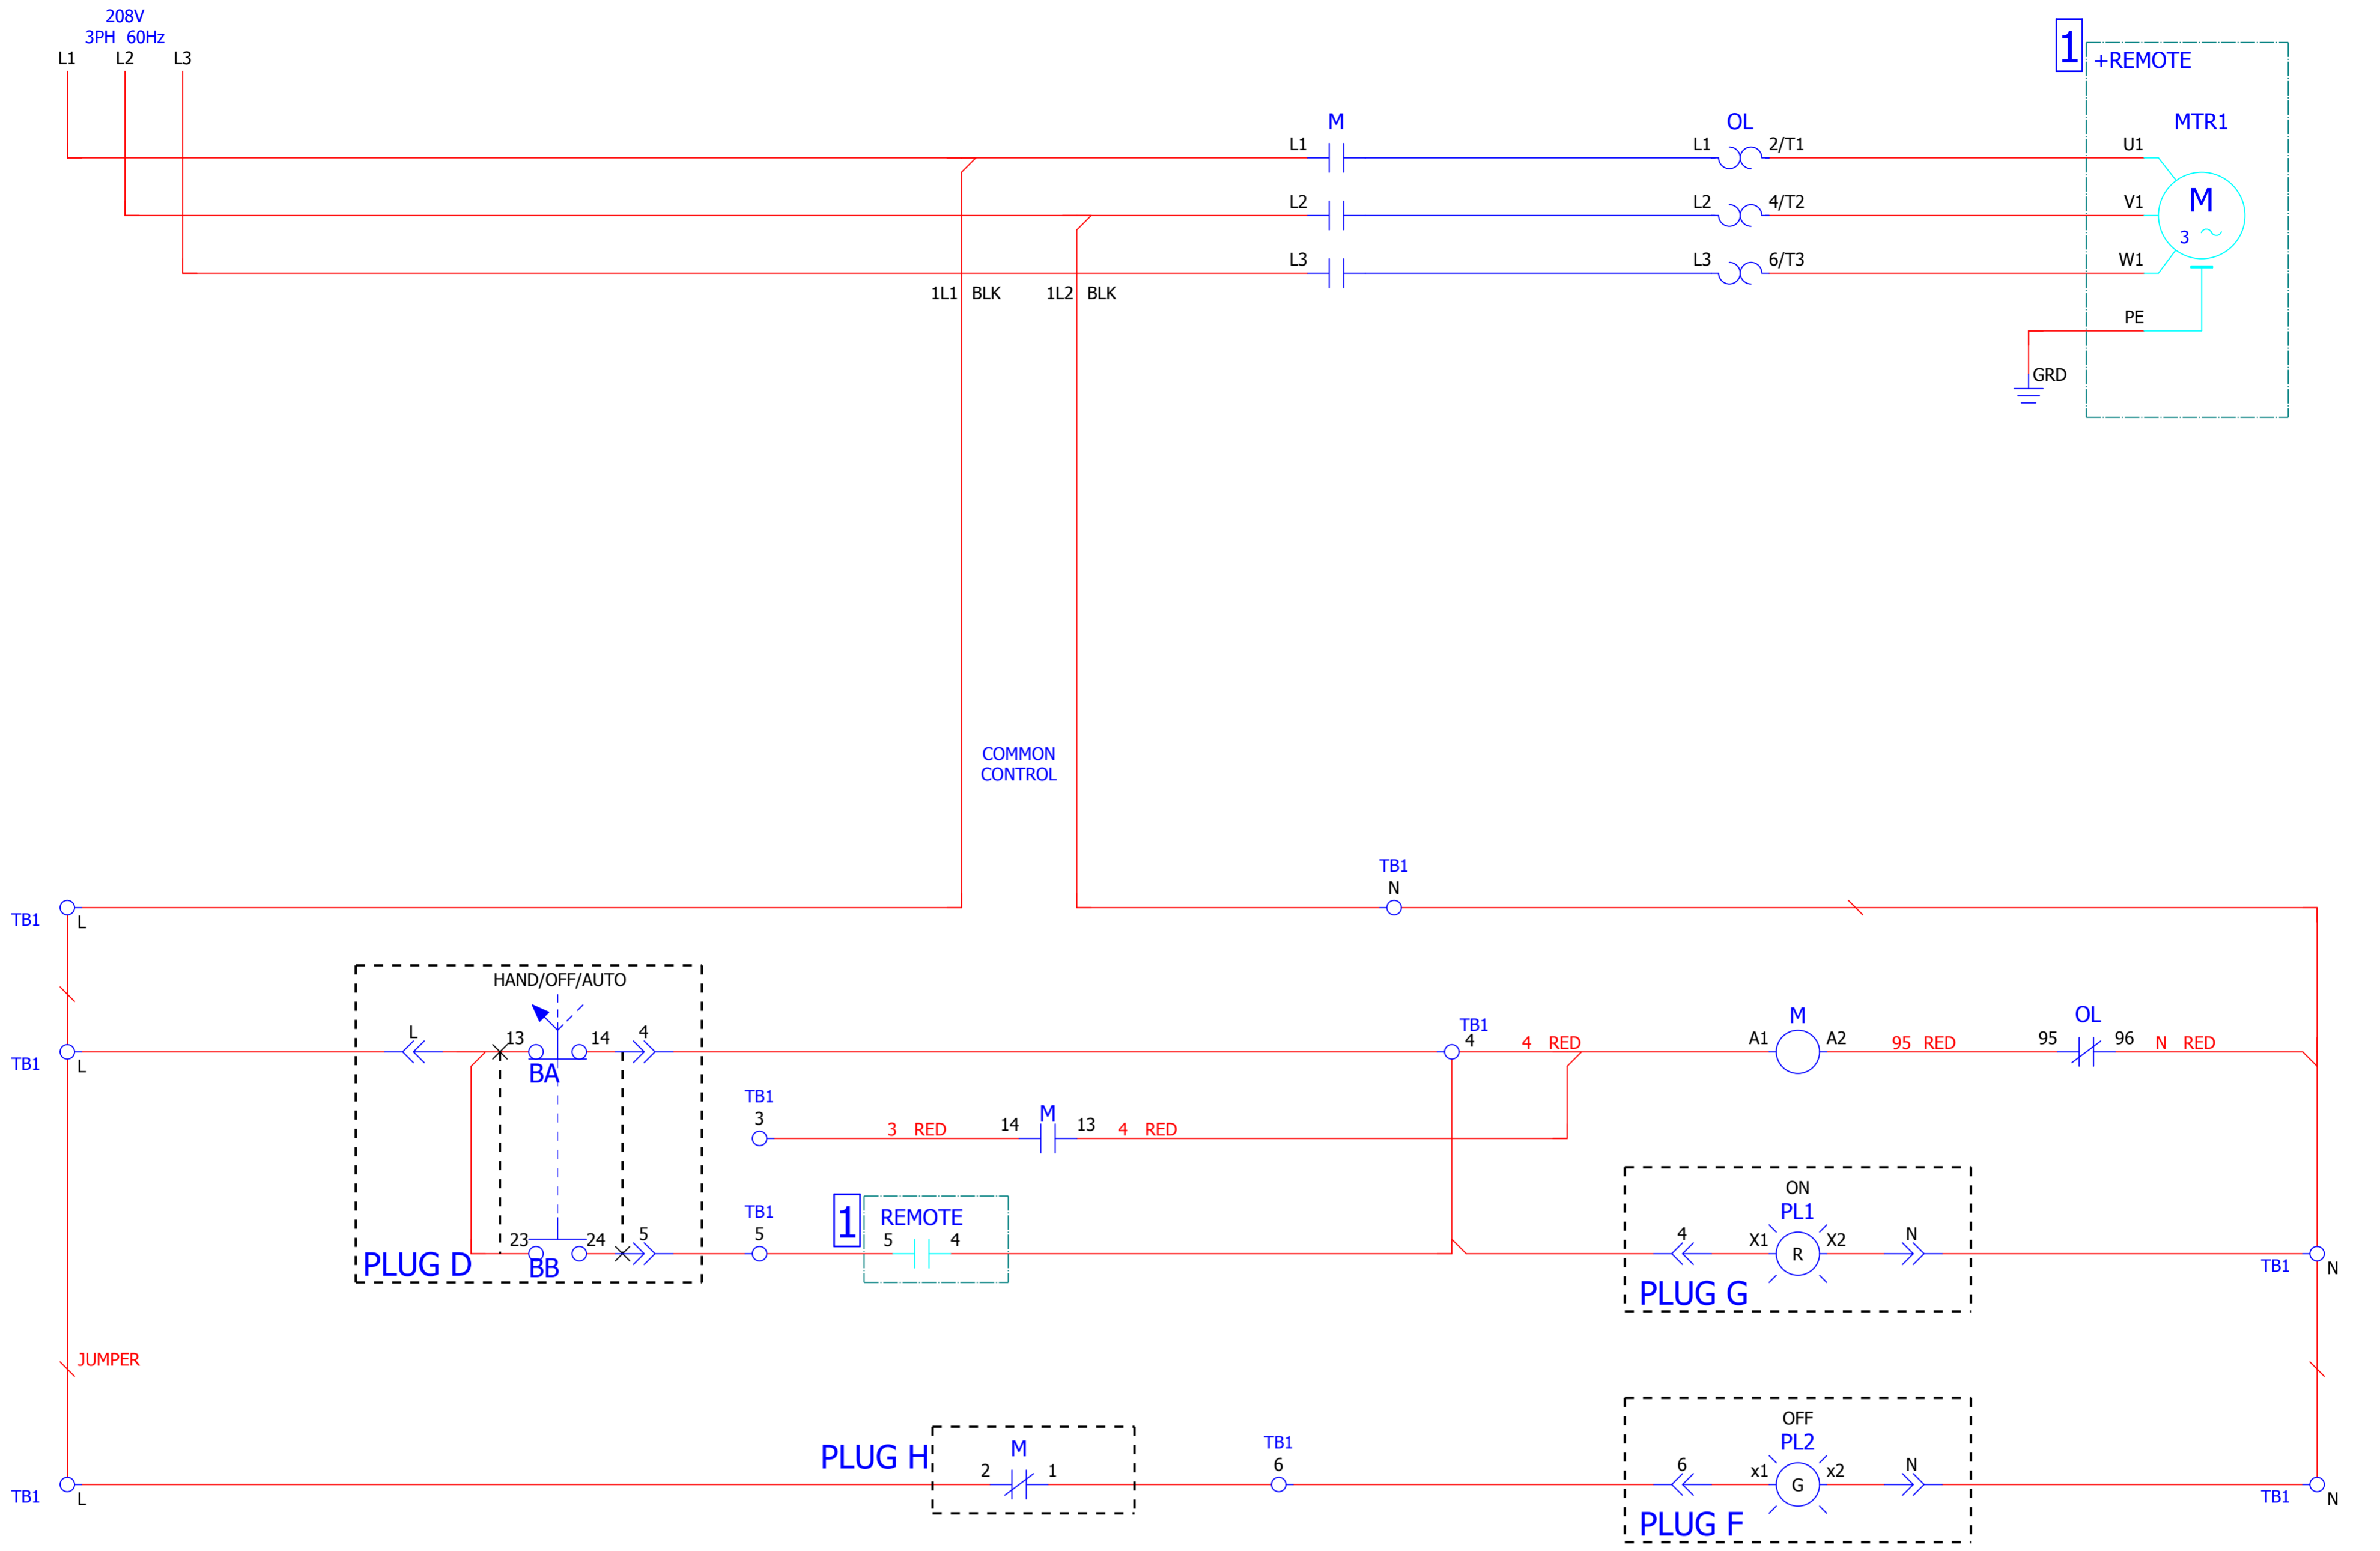 208V
3PH 60Hz
L1 L2 L3
1 +REMOTE
M OL MTR1
L1 L1 2/T1 U1
L2 L2 4/T2 V1
M
3
L3 L3 6/T3 W1
1L1 BLK 1L2 BLK
PE
GRD
COMMON
CONTROL
TB1
N
TB1 L
HAND/OFF/AUTO
L 13 14 4
TB1 L
BA
TB1
4 4 RED
M
A1 A2
95 RED
OL
95 96
N RED
TB1
3
3 RED
M
14 13
4 RED
TB1
5
1 REMOTE
5 4
23 24 5
BB
PLUG D
ON
PL1
4 X1 R X2 N
PLUG G
TB1 N
JUMPER
OFF
PL2
PLUG H
M
2 1
TB1
6
6 x1 G x2 N
PLUG F
TB1 L
TB1 N